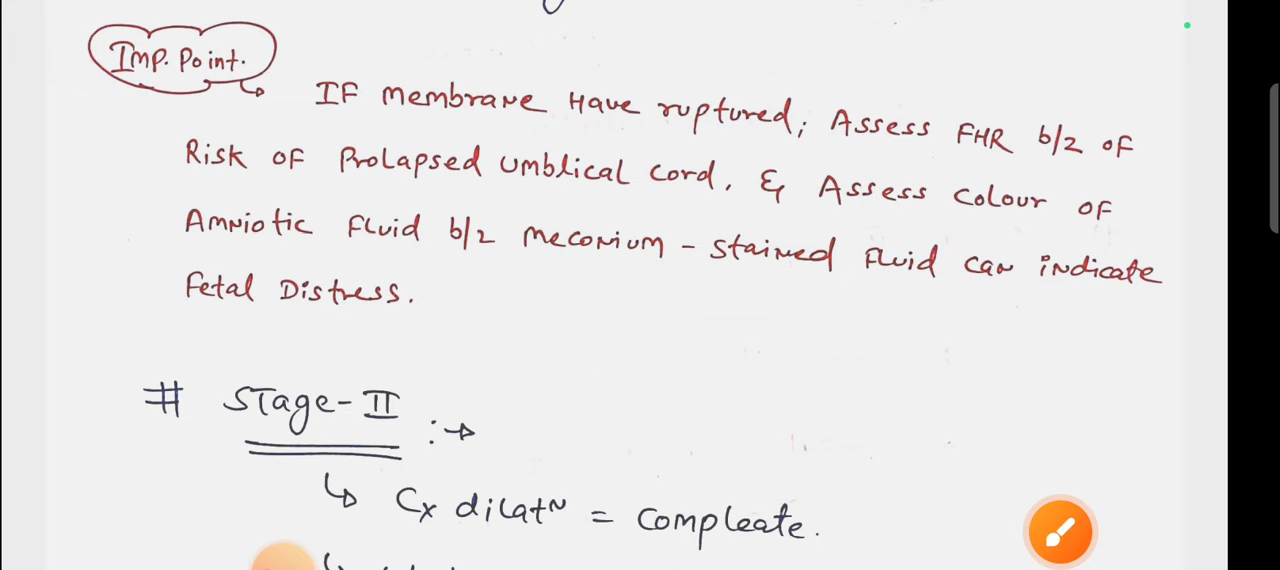 Imp. Point.
IF membrane Have ruptured, Assess FHR b/z of
Risk of Prolapsed umblical Cord. & Assess Colour of
Amniotic Fluid b/z meconium - stained Fluid can indicate
Fetal Distress.
# STage-II :→
↳ Cx dilatN = Compleate.